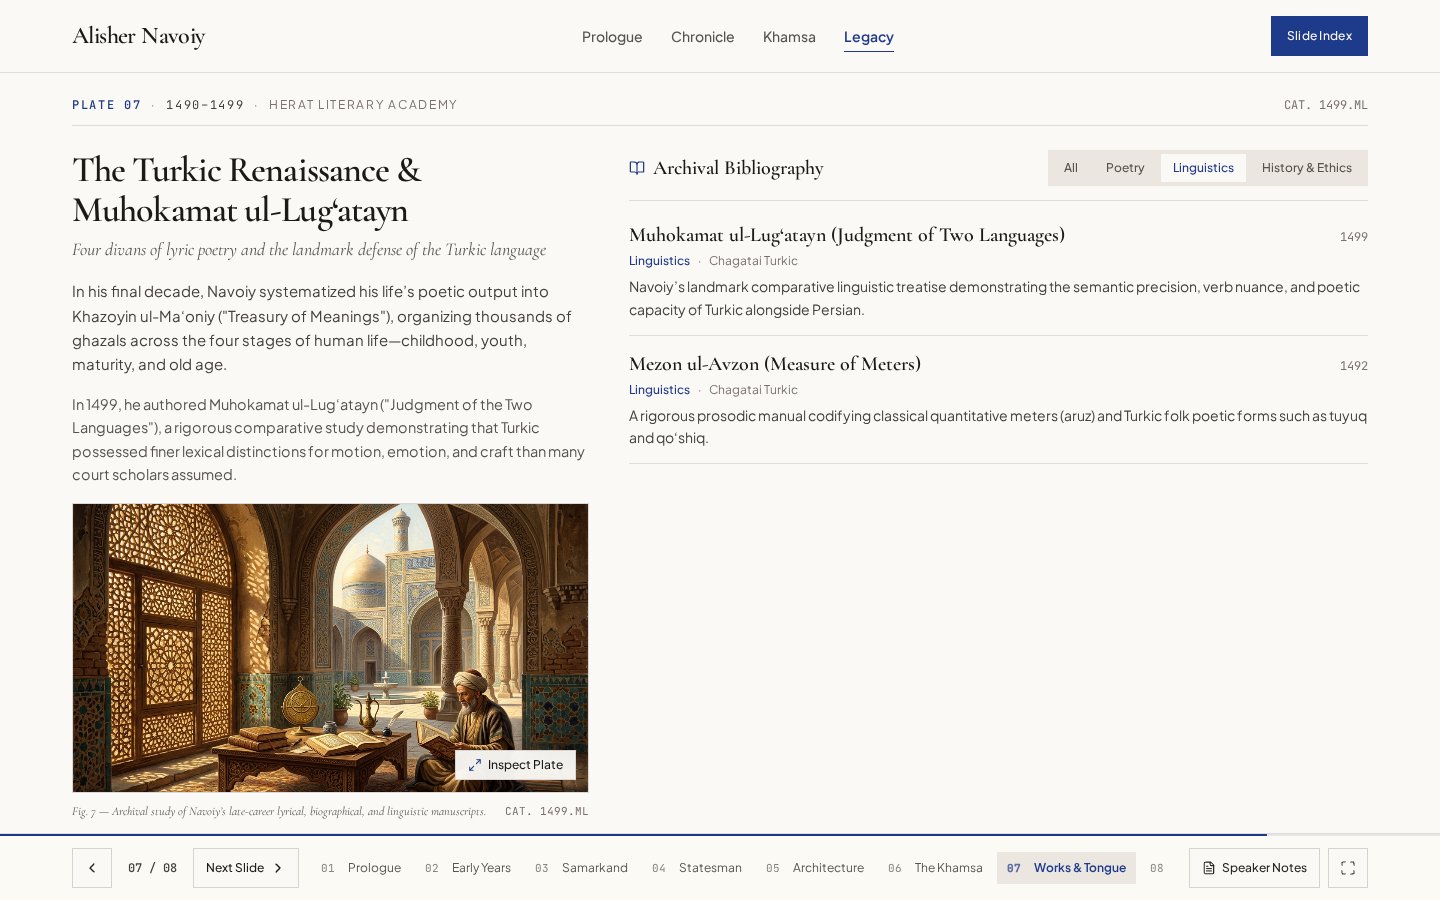 Alisher Navoiy
Prologue
Chronicle
Khamsa
Legacy
Slide Index
PLATE 07 · 1490–1499 · HERAT LITERARY ACADEMY
CAT. 1499.ML
The Turkic Renaissance &
Muhokamat ul-Lug‘atayn
Four divans of lyric poetry and the landmark defense of the Turkic language
In his final decade, Navoiy systematized his life’s poetic output into
Khazoyin ul-Ma‘oniy ("Treasury of Meanings"), organizing thousands of
ghazals across the four stages of human life—childhood, youth,
maturity, and old age.
In 1499, he authored Muhokamat ul-Lug‘atayn ("Judgment of the Two
Languages"), a rigorous comparative study demonstrating that Turkic
possessed finer lexical distinctions for motion, emotion, and craft than many
court scholars assumed.
Inspect Plate
Fig. 7 — Archival study of Navoiy’s late-career lyrical, biographical, and linguistic manuscripts.
CAT. 1499.ML
Archival Bibliography
All
Poetry
Linguistics
History & Ethics
Muhokamat ul-Lug‘atayn (Judgment of Two Languages)
1499
Linguistics · Chagatai Turkic
Navoiy’s landmark comparative linguistic treatise demonstrating the semantic precision, verb nuance, and poetic
capacity of Turkic alongside Persian.
Mezon ul-Avzon (Measure of Meters)
1492
Linguistics · Chagatai Turkic
A rigorous prosodic manual codifying classical quantitative meters (aruz) and Turkic folk poetic forms such as tuyuq
and qo‘shiq.
07 / 08
Next Slide
01 Prologue
02 Early Years
03 Samarkand
04 Statesman
05 Architecture
06 The Khamsa
07 Works & Tongue
08
Speaker Notes